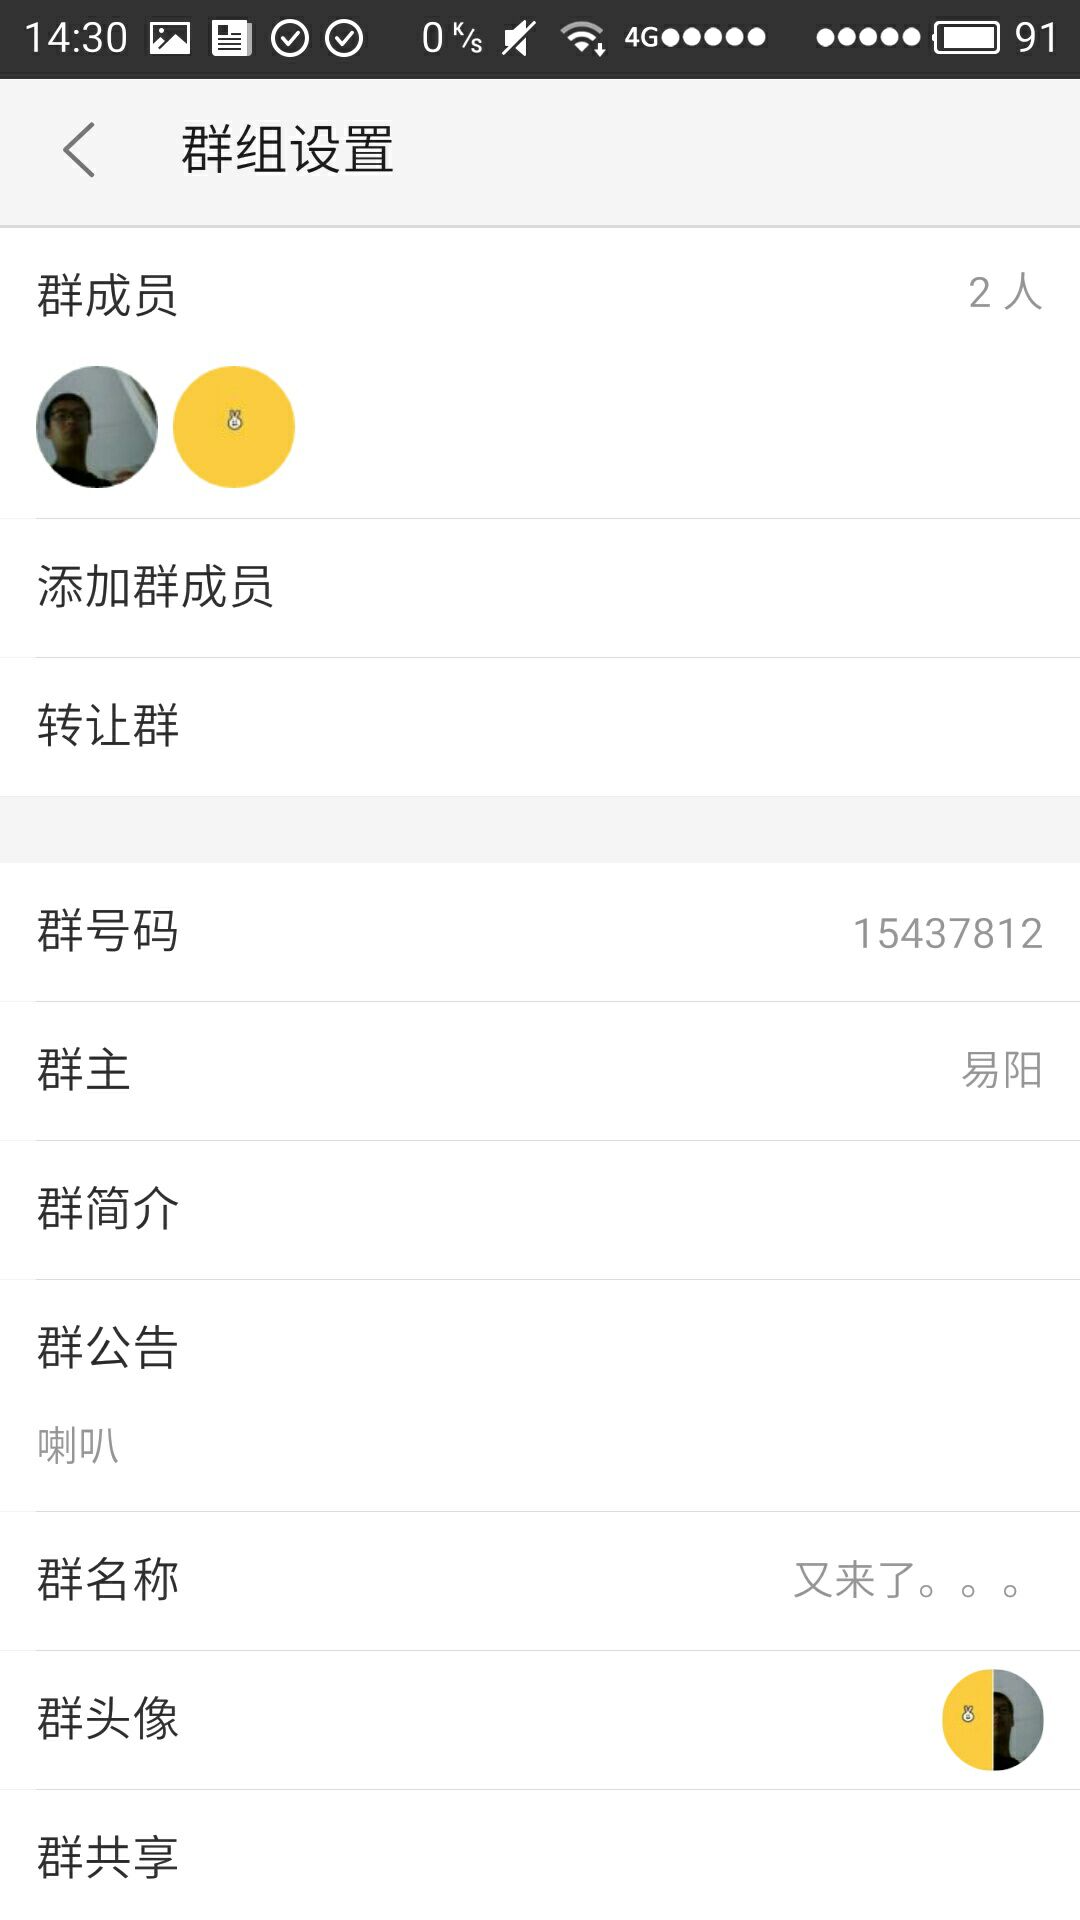 14:30 0 K/s 4G 91
群组设置
群成员 2 人
添加群成员
转让群
群号码 15437812
群主 易阳
群简介
群公告
喇叭
群名称 又来了。。。
群头像
群共享